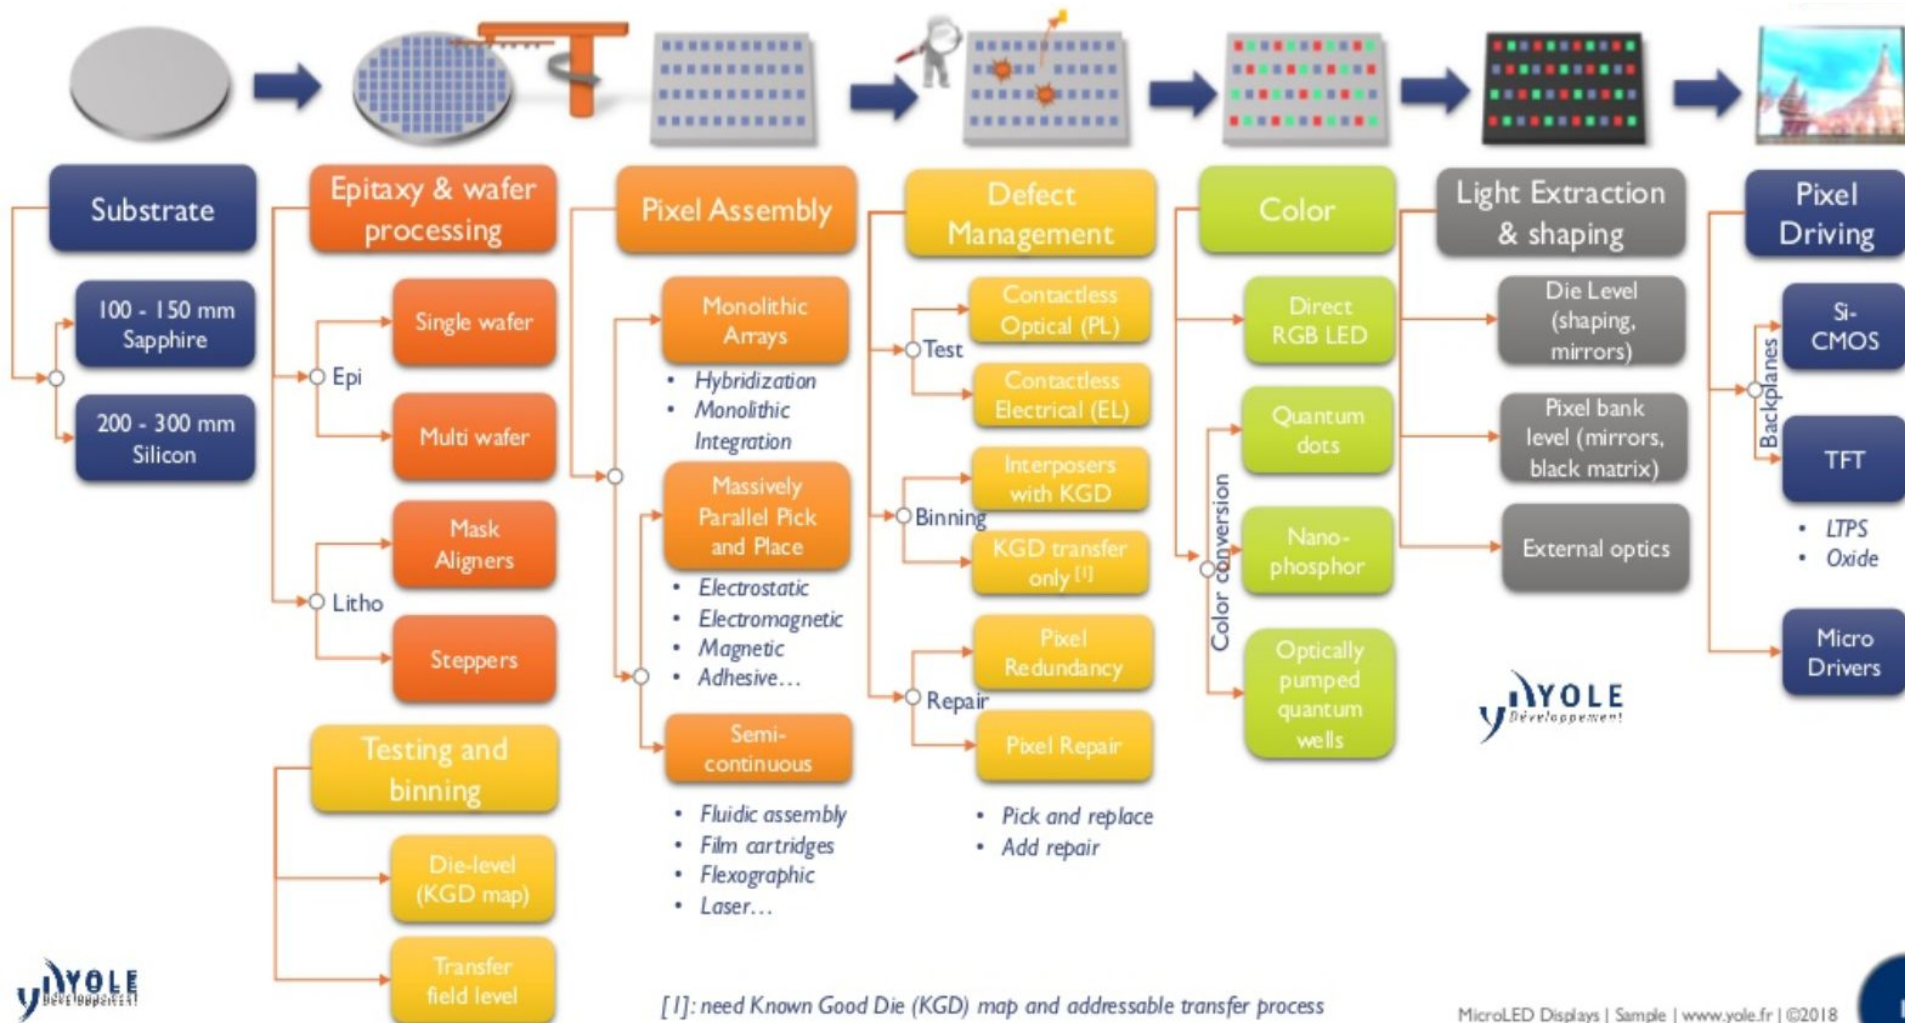 Substrate
100 - 150 mm
Sapphire
200 - 300 mm
Silicon
Epitaxy & wafer
processing
Epi
Single wafer
Multi wafer
Litho
Mask
Aligners
Steppers
Testing and
binning
Die-level
(KGD map)
Transfer
field level
Pixel Assembly
Monolithic
Arrays
• Hybridization
• Monolithic
Integration
Massively
Parallel Pick
and Place
• Electrostatic
• Electromagnetic
• Magnetic
• Adhesive…
Semi-
continuous
• Fluidic assembly
• Film cartridges
• Flexographic
• Laser…
Defect
Management
Test
Contactless
Optical (PL)
Contactless
Electrical (EL)
Binning
Interposers
with KGD
KGD transfer
only [1]
Repair
Pixel
Redundancy
Pixel Repair
• Pick and replace
• Add repair
Color
Direct
RGB LED
Color conversion
Quantum
dots
Nano-
phosphor
Optically
pumped
quantum
wells
Light Extraction
& shaping
Die Level
(shaping,
mirrors)
Pixel bank
level (mirrors,
black matrix)
External optics
YOLE
Développement
Pixel
Driving
Backplanes
Si-
CMOS
TFT
• LTPS
• Oxide
Micro
Drivers
YOLE
Développement
[1]: need Known Good Die (KGD) map and addressable transfer process
MicroLED Displays | Sample | www.yole.fr | ©2018